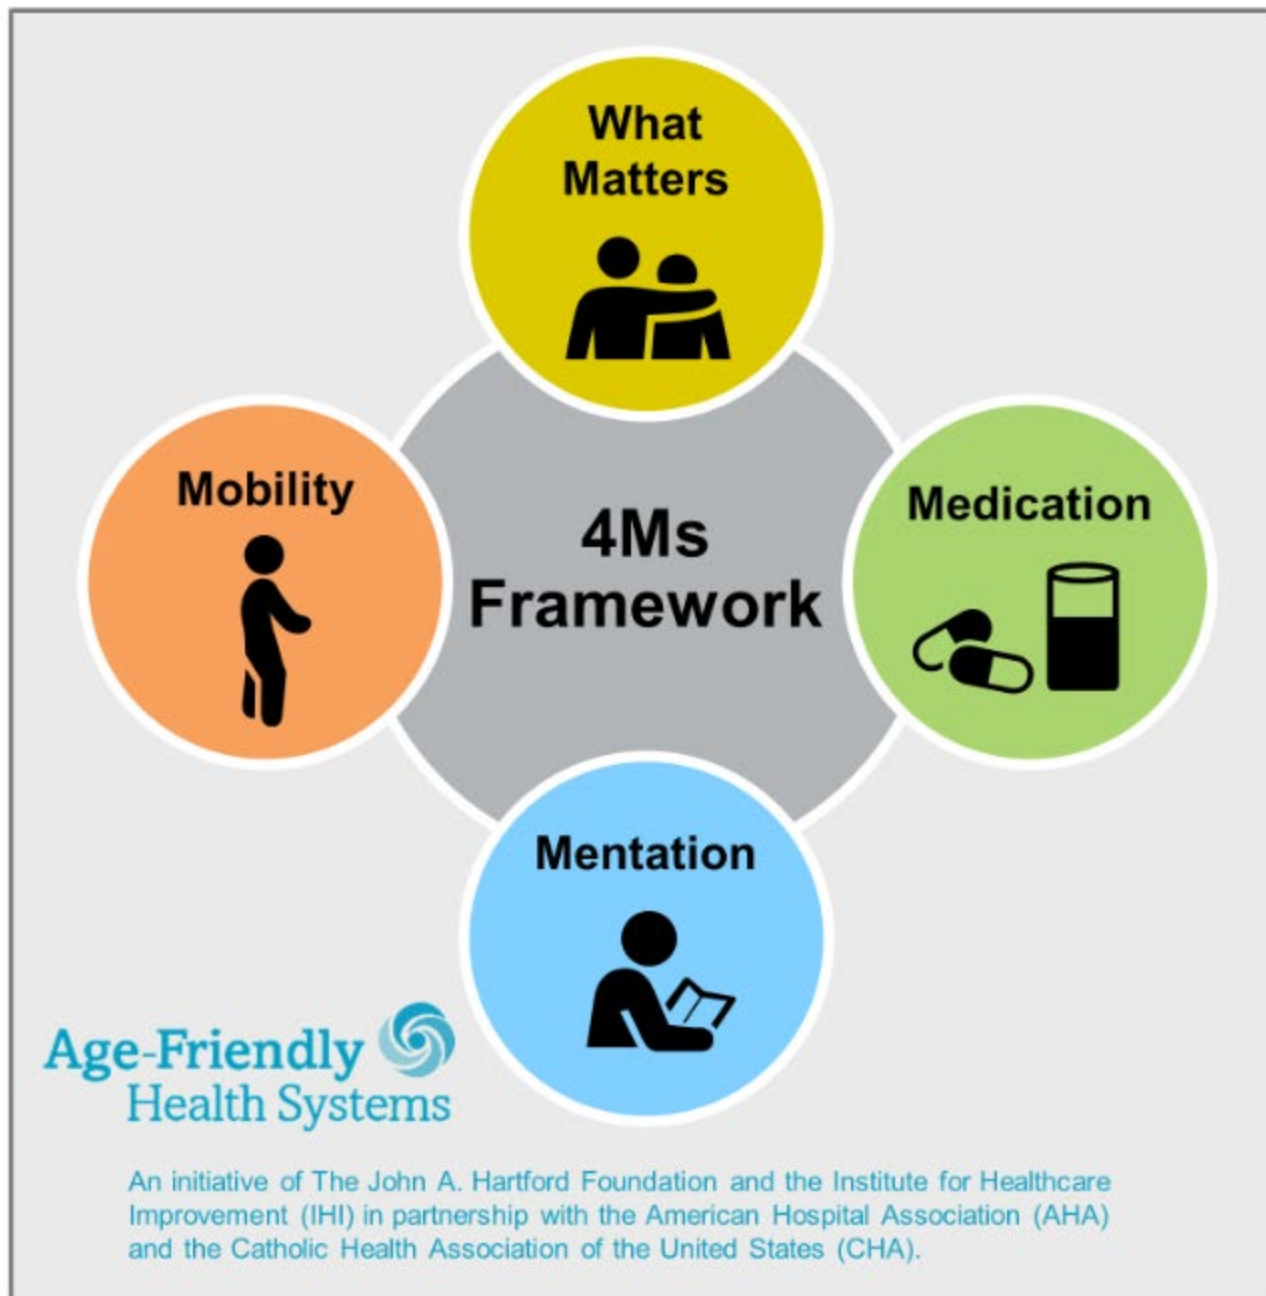 What
Matters
Mobility
4Ms
Framework
Medication
Mentation
Age-Friendly
Health Systems
An initiative of The John A. Hartford Foundation and the Institute for Healthcare
Improvement (IHI) in partnership with the American Hospital Association (AHA)
and the Catholic Health Association of the United States (CHA).